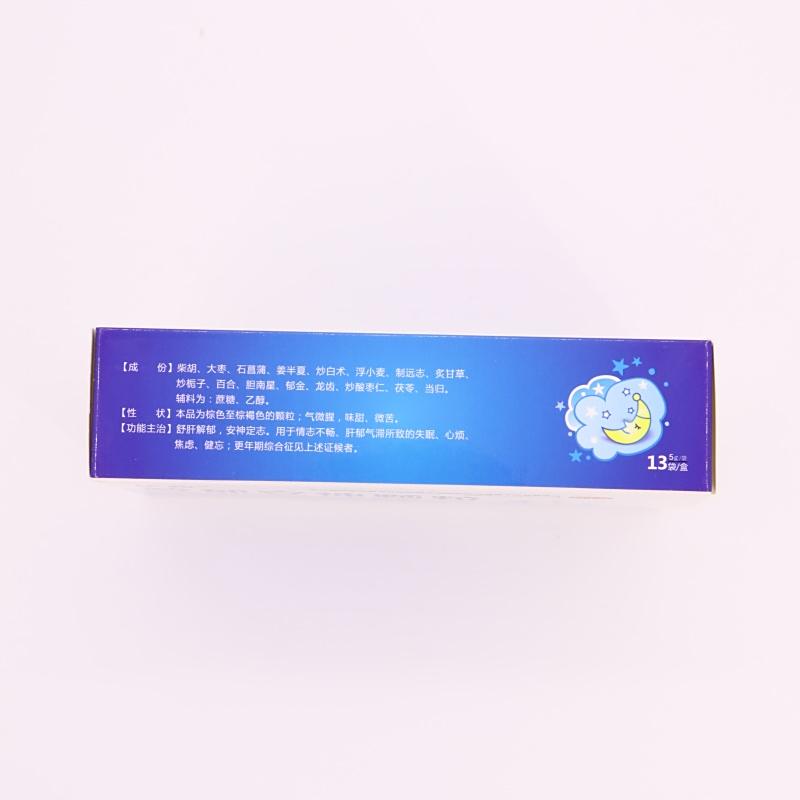 【成　份】柴胡、大枣、石菖蒲、姜半夏、炒白术、浮小麦、制远志、炙甘草、
炒栀子、百合、胆南星、郁金、龙齿、炒酸枣仁、茯苓、当归。
辅料为：蔗糖、乙醇。
【性　状】本品为棕色至棕褐色的颗粒；气微腥，味甜、微苦。
【功能主治】舒肝解郁，安神定志。用于情志不畅、肝郁气滞所致的失眠、心烦、
焦虑、健忘；更年期综合征见上述证候者。
5g/袋
13袋/盒